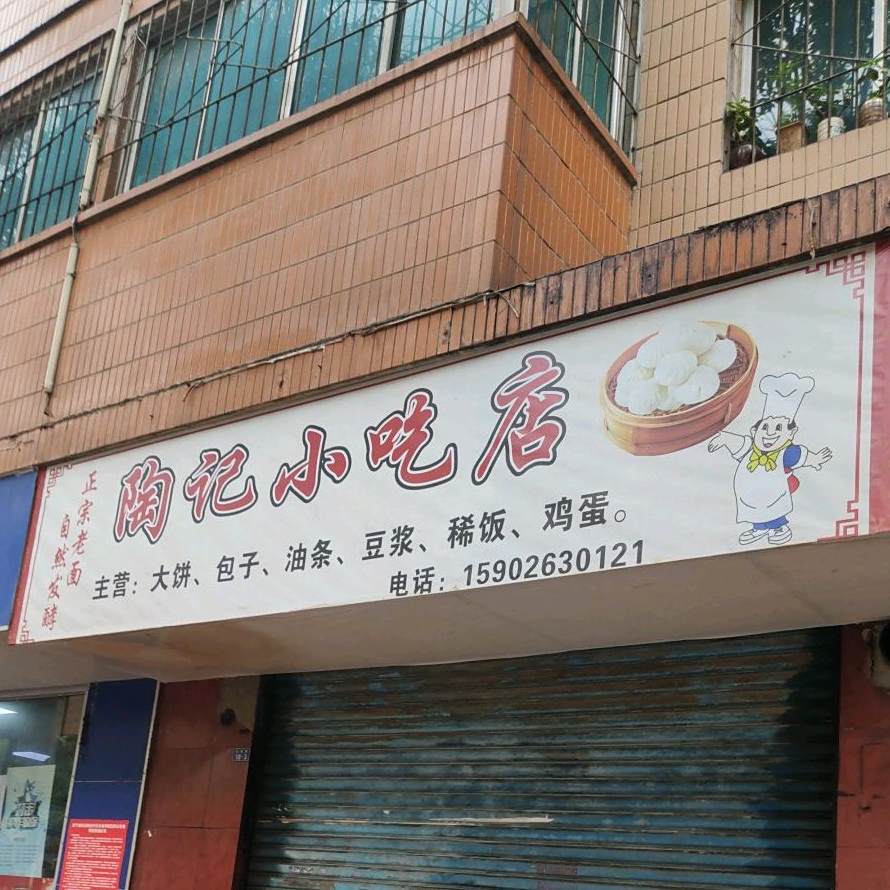 正宗老面
自然发酵
陶记小吃店
主营：大饼、包子、油条、豆浆、稀饭、鸡蛋。
电话：15902630121